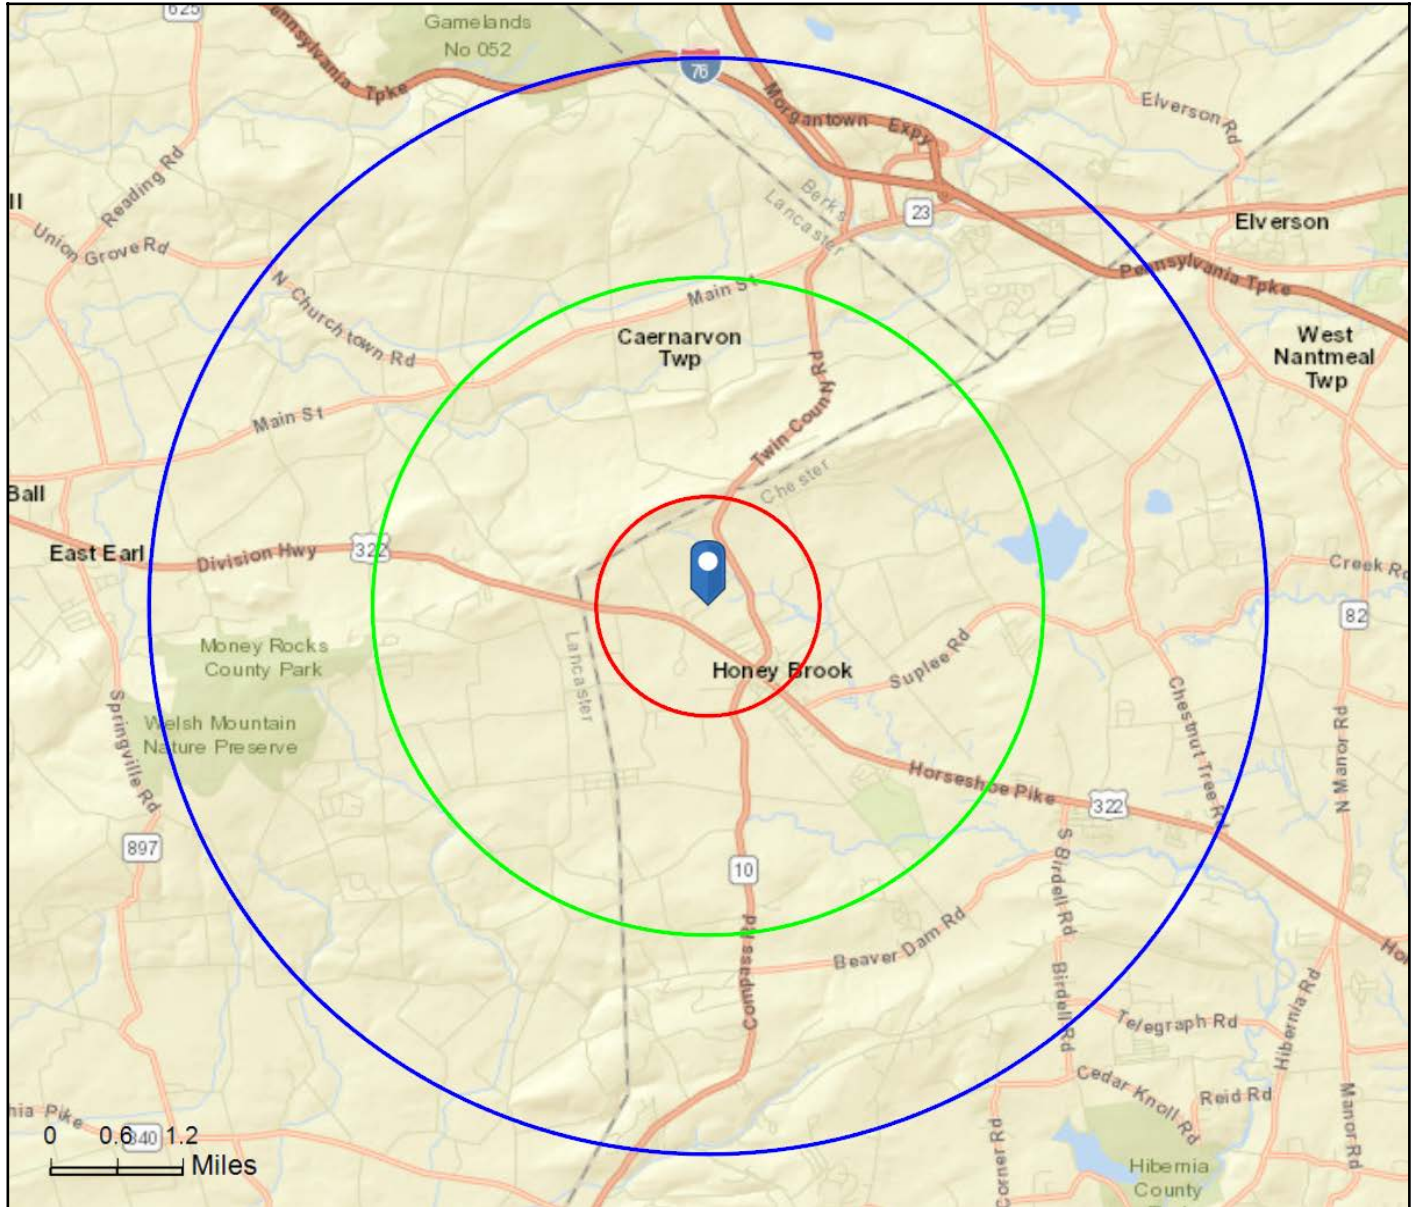 625
Pennsylvania Tpke
Gamelands
No 052
76
Morgantown Expy
Elverson Rd
Reading Rd
ll
Union Grove Rd
Berks
Lancaster
23
Elverson
N Churchtown Rd
Main St
Pennsylvania Tpke
Caernarvon
Twp
West
Nantmeal
Twp
Twin Coun N Rd
Main St
Chester
Ball
East Earl
Division Hwy
322
Creek Rd
82
Money Rocks
County Park
Lancaster
Honey Brook
Suplee Rd
Welsh Mountain
Nature Preserve
Springville Rd
Chestnut Tree Rd
N Manor Rd
Horseshoe Pike
322
897
10
S Birdell Rd
Compass Rd
Beaver Dam Rd
Birdell Rd
Telegraph Rd
Hibernia Rd
Hor
Cedar Knoll Rd
Reid Rd
Manor Rd
nia Pike
340
0 0.6 1.2
Miles
Corner Rd
Hibernia
County